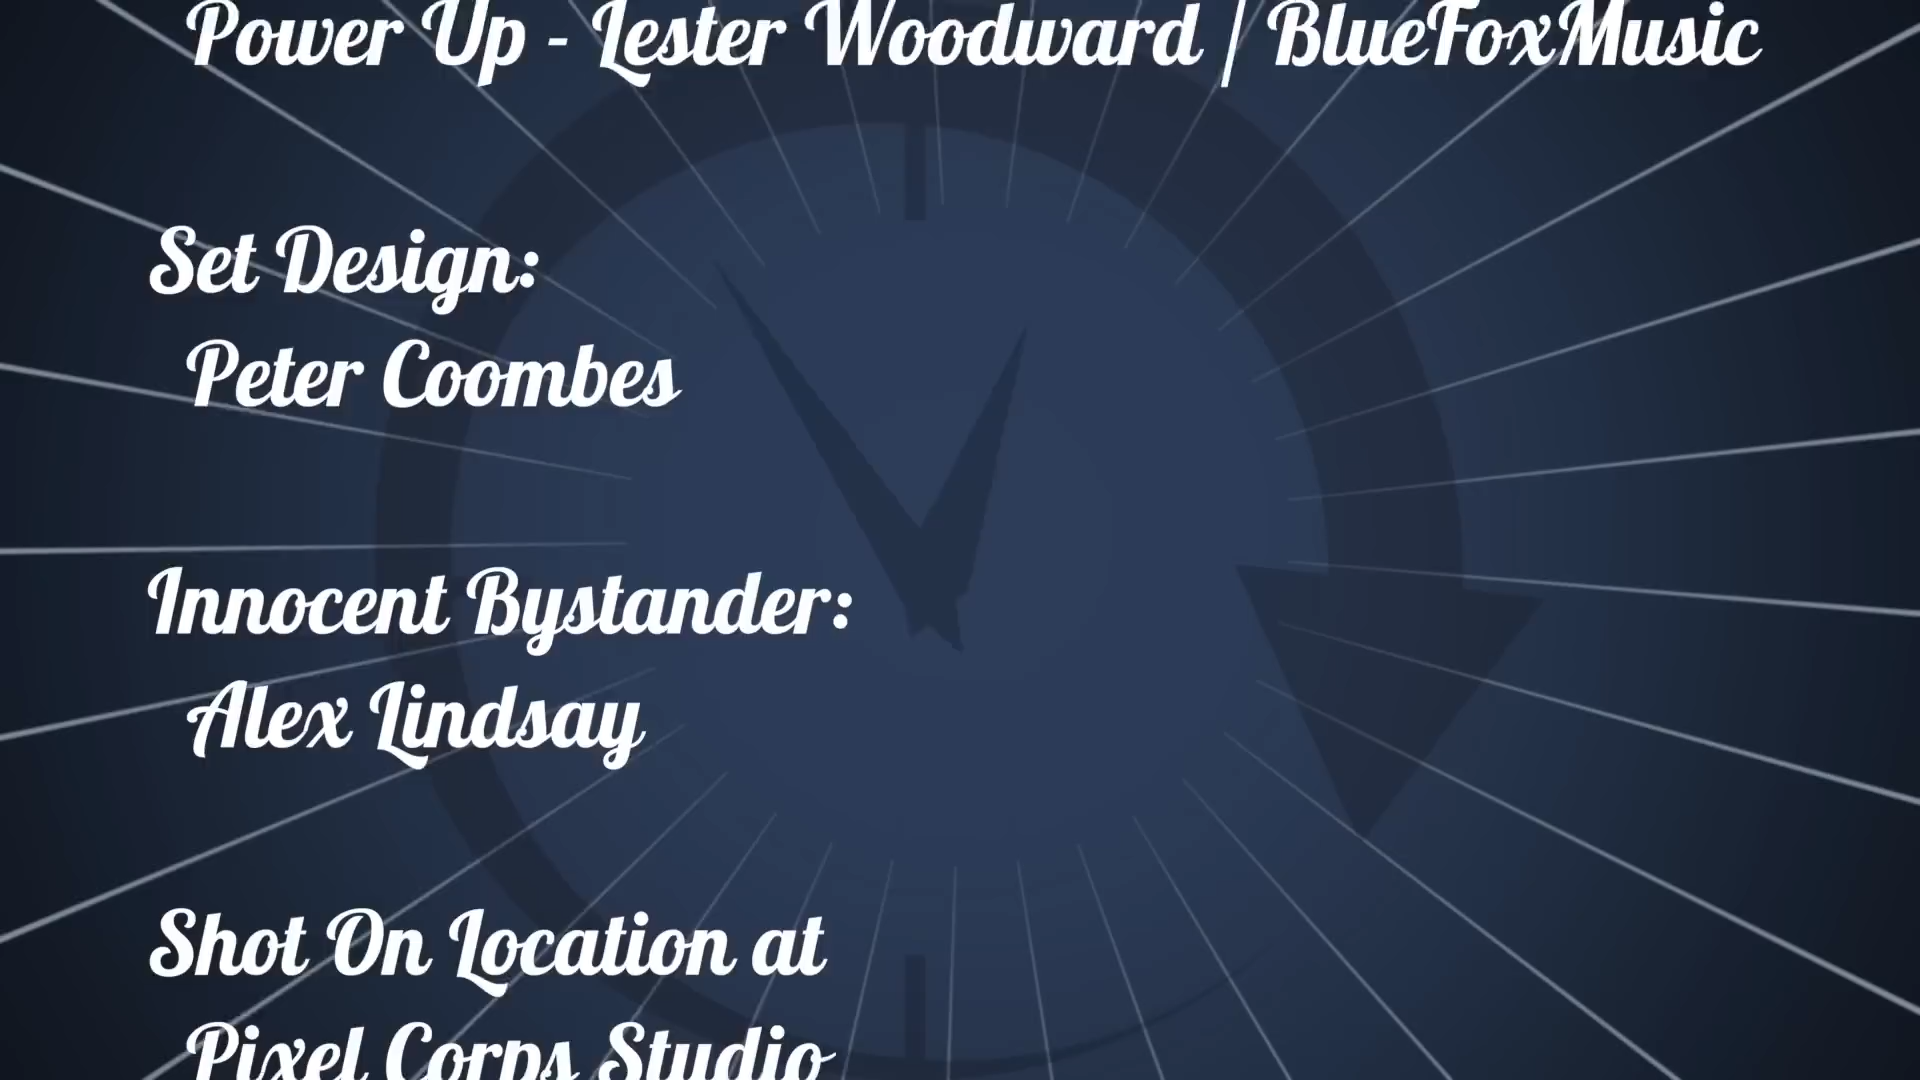 Power Up - Lester Woodward / BlueFoxMusic
Set Design:
Peter Coombes
Innocent Bystander:
Alex Lindsay
Shot On Location at
Pixel Corps Studio